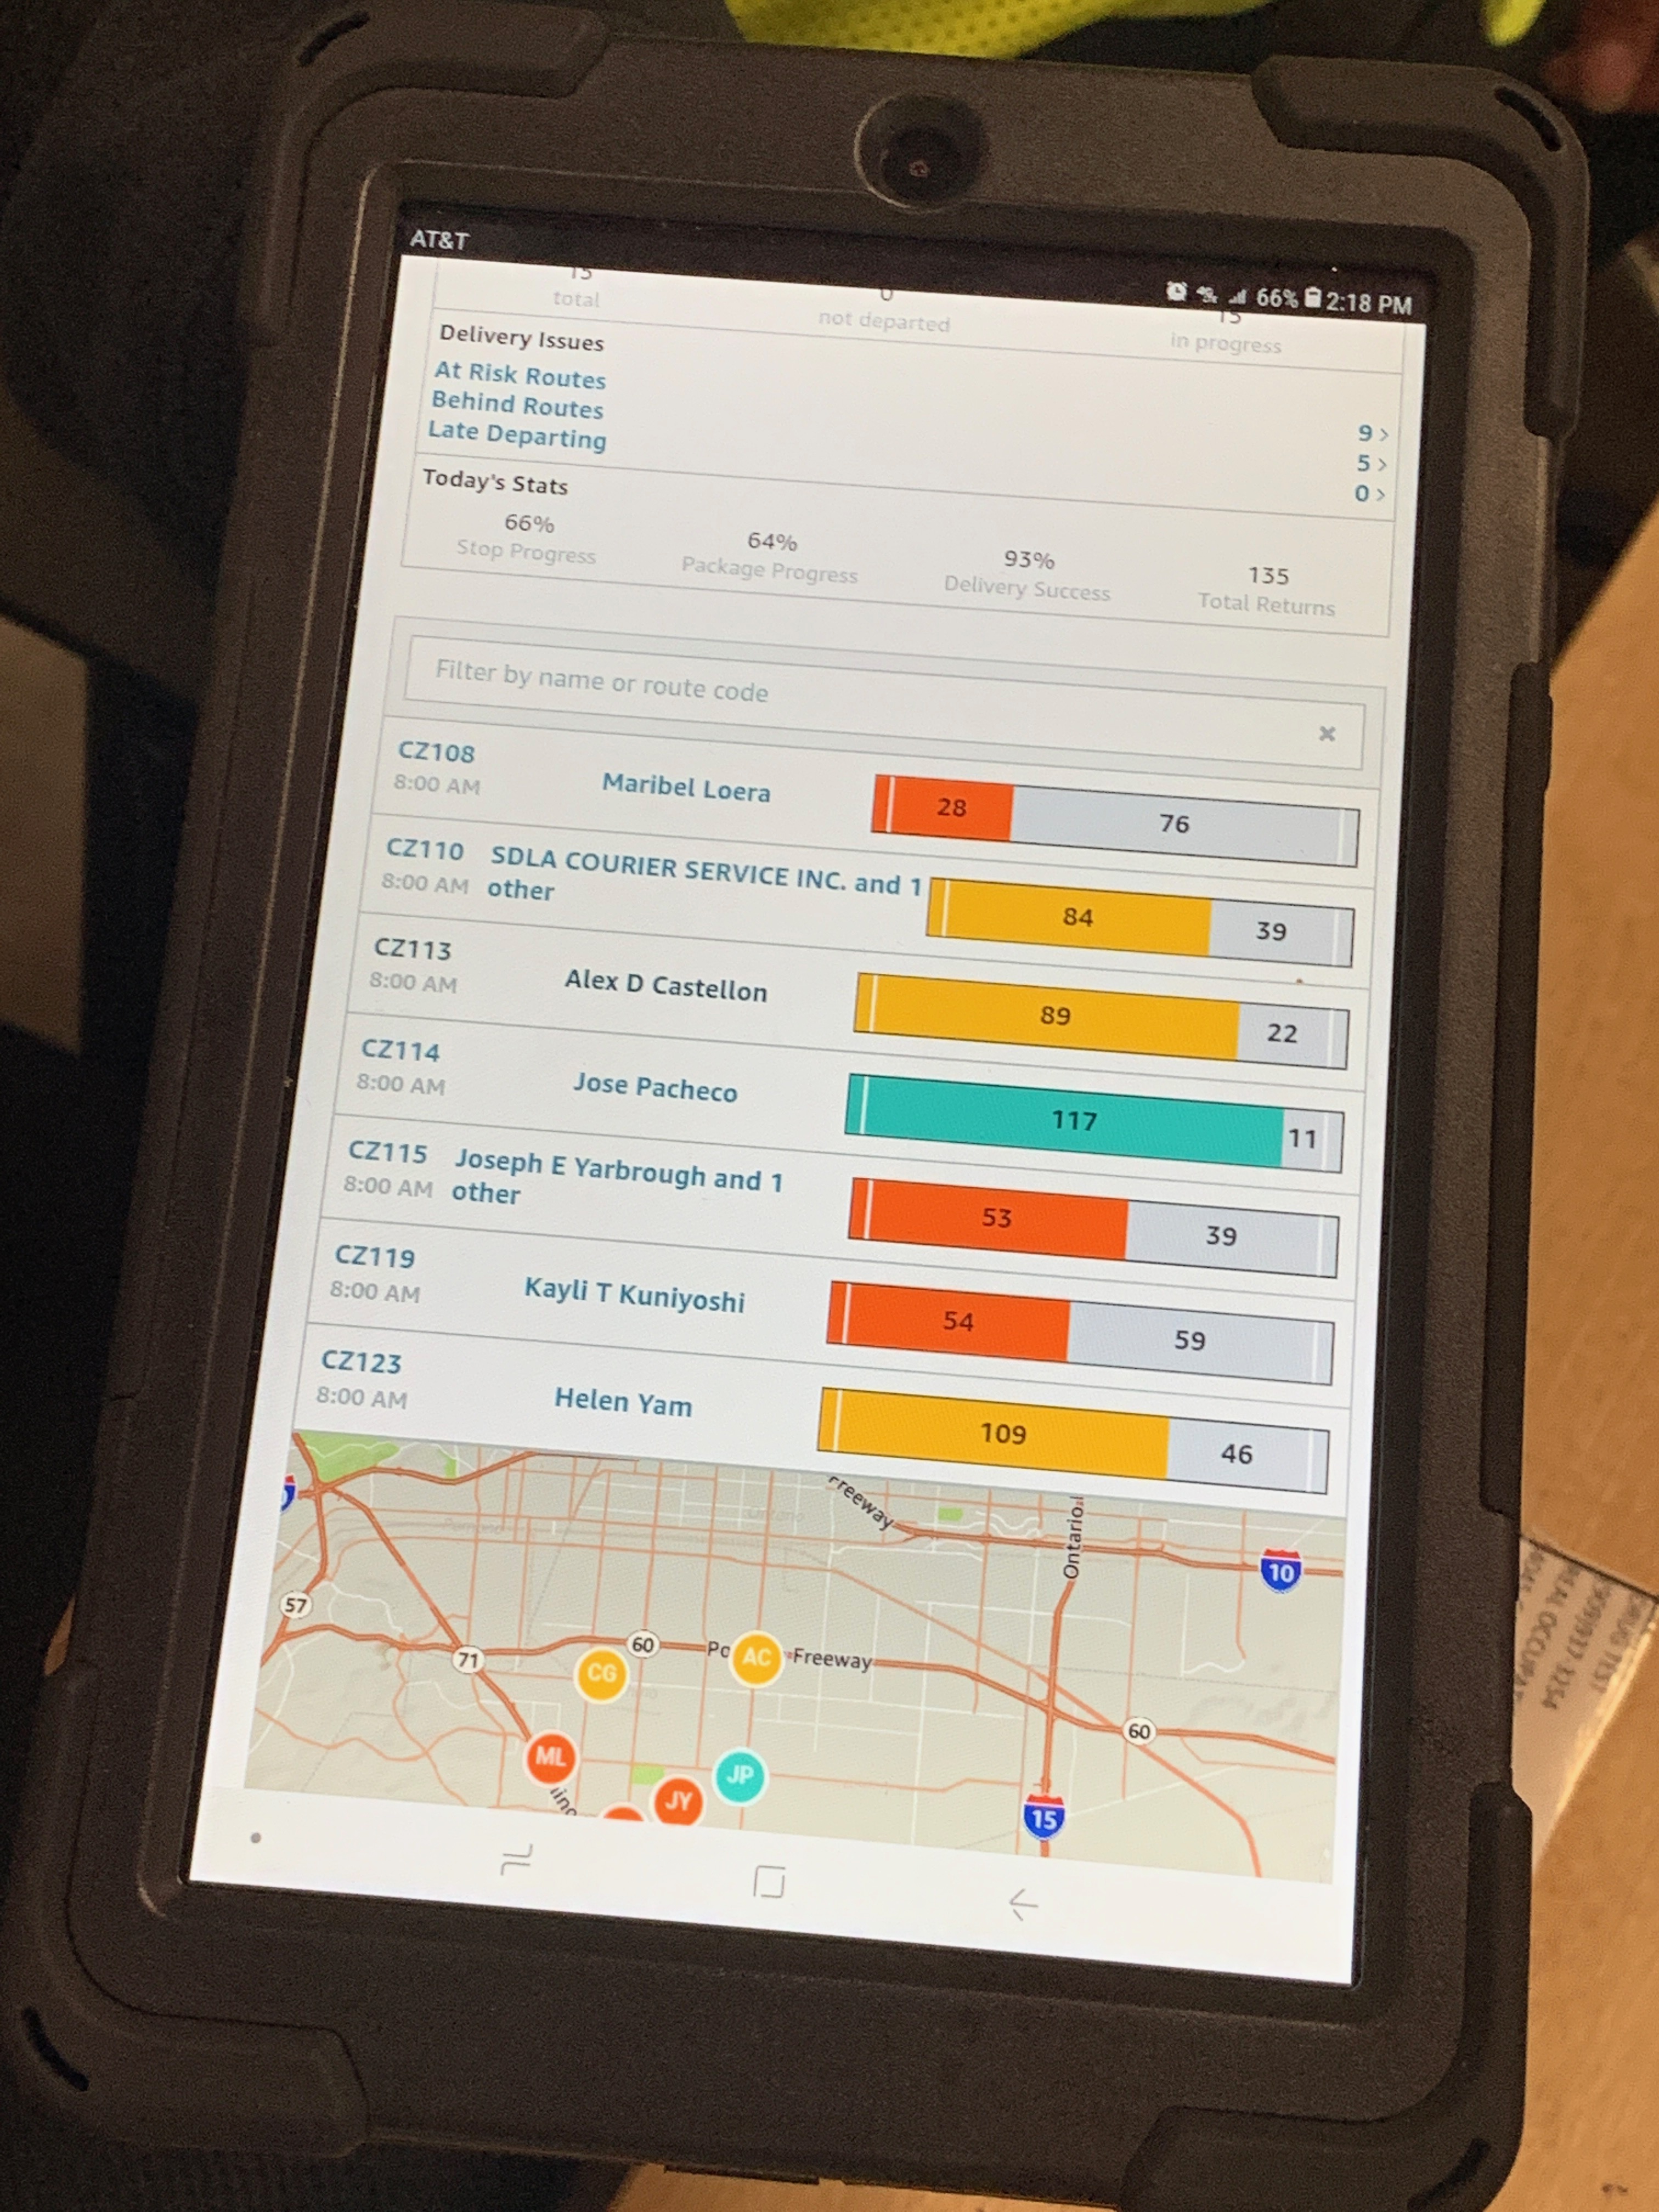 AT&T
66% 2:18 PM
15
0
15
total
not departed
in progress
Delivery Issues
At Risk Routes
9 >
Behind Routes
5 >
Late Departing
0 >
Today's Stats
66%
64%
93%
135
Stop Progress
Package Progress
Delivery Success
Total Returns
Filter by name or route code
×
CZ108
8:00 AM
Maribel Loera
28
76
CZ110
8:00 AM
SDLA COURIER SERVICE INC. and 1
other
84
39
CZ113
8:00 AM
Alex D Castellon
89
22
CZ114
8:00 AM
Jose Pacheco
117
11
CZ115
8:00 AM
Joseph E Yarbrough and 1
other
53
39
CZ119
8:00 AM
Kayli T Kuniyoshi
54
59
CZ123
8:00 AM
Helen Yam
109
46
Freeway
Ontario
10
57
71
60
CG
Po
AC
Freeway
60
ML
JP
JY
15